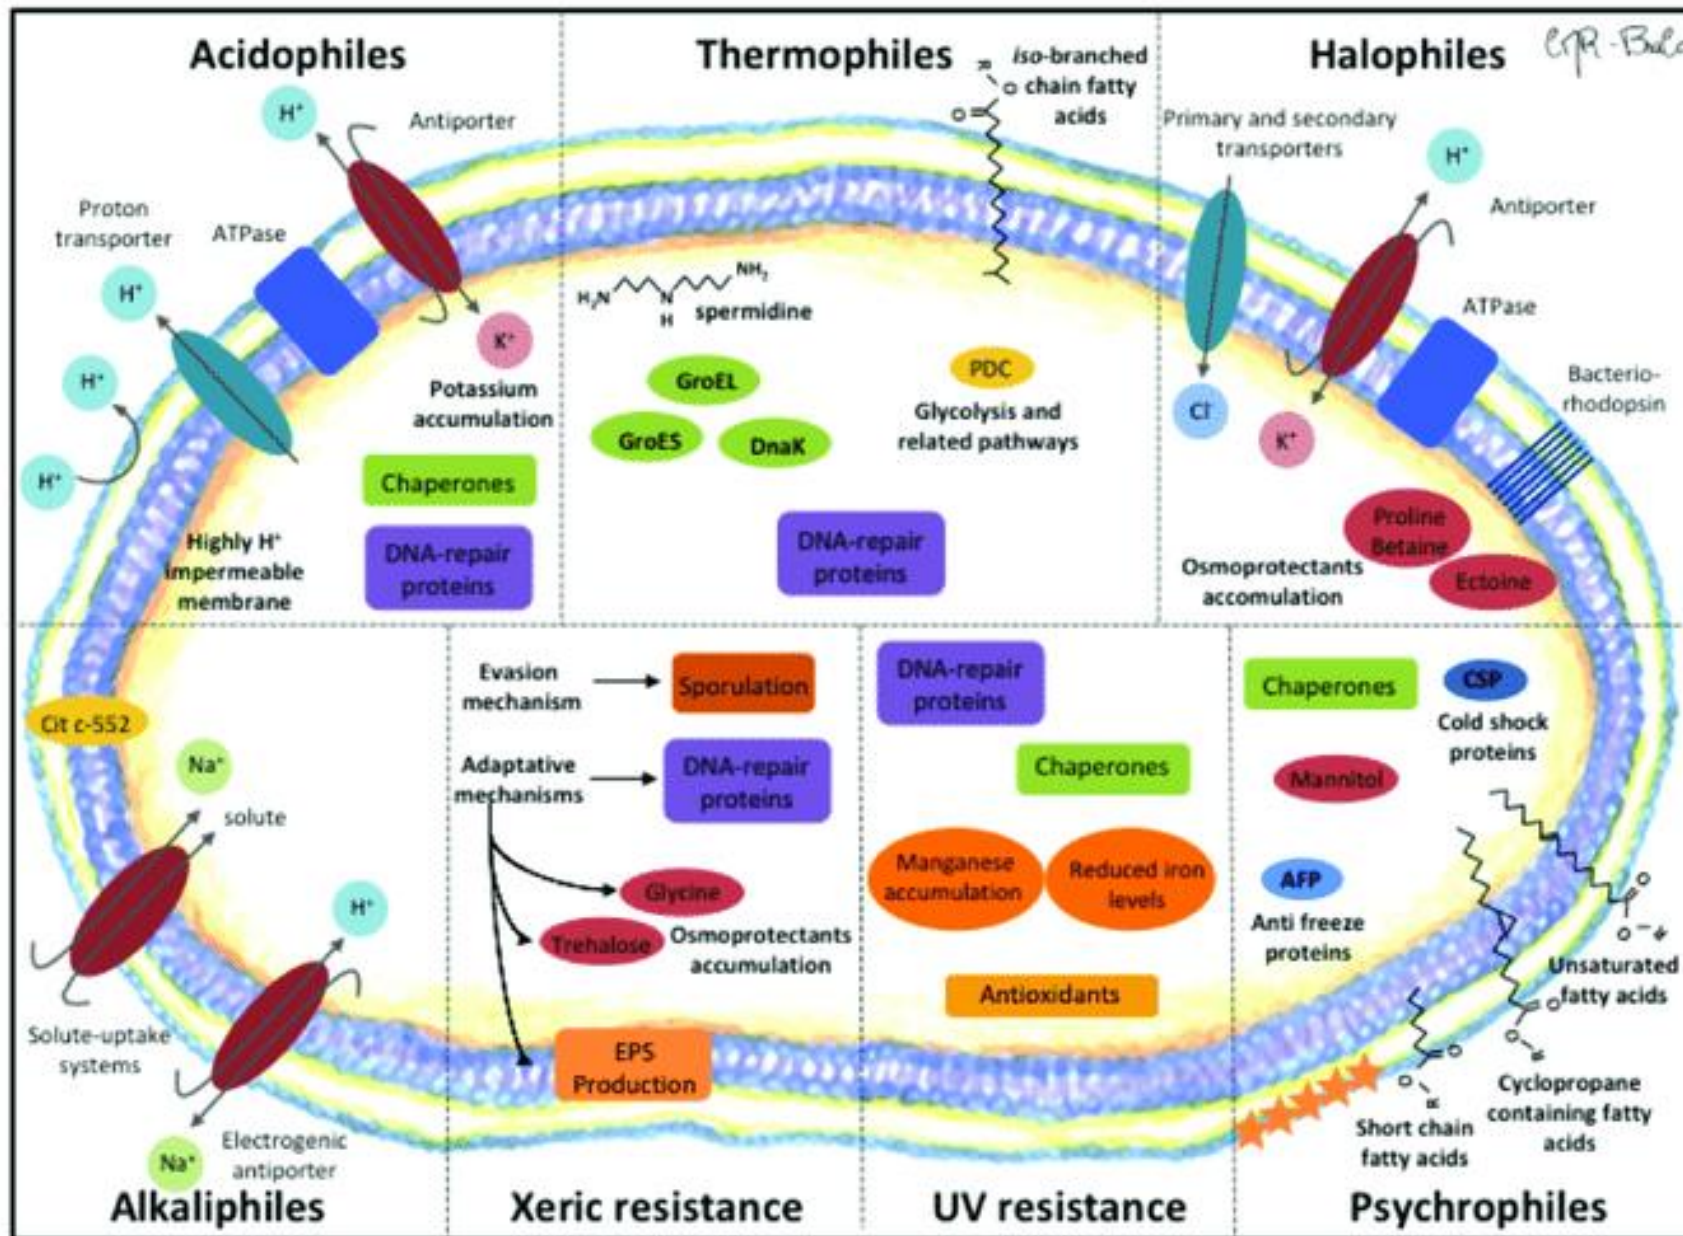 Acidophiles
H⁺
Antiporter
Proton
transporter
ATPase
H⁺
H⁺
H⁺
K⁺
Potassium
accumulation
Chaperones
DNA-repair
proteins
Highly H⁺
impermeable
membrane
Thermophiles
iso-branched
chain fatty
acids
R
O
O
H₂N
N
H
NH₂
spermidine
GroEL
GroES
DnaK
PDC
Glycolysis and
related pathways
DNA-repair
proteins
Halophiles
Primary and secondary
transporters
H⁺
Antiporter
ATPase
Bacterio-
rhodopsin
Cl⁻
K⁺
Proline
Betaine
Ectoine
Osmoprotectants
accomulation
Cit c-552
Na⁺
solute
H⁺
Solute-uptake
systems
Na⁺
Electrogenic
antiporter
Alkaliphiles
Evasion
mechanism
Sporulation
Adaptative
mechanisms
DNA-repair
proteins
Glycine
Trehalose
Osmoprotectants
accumulation
EPS
Production
Xeric resistance
DNA-repair
proteins
Chaperones
Manganese
accumulation
Reduced iron
levels
Antioxidants
UV resistance
Chaperones
CSP
Cold shock
proteins
Mannitol
AFP
Anti freeze
proteins
O
O
R
Unsaturated
fatty acids
O
O
R
Cyclopropane
containing fatty
acids
O
O
R
Short chain
fatty acids
Psychrophiles